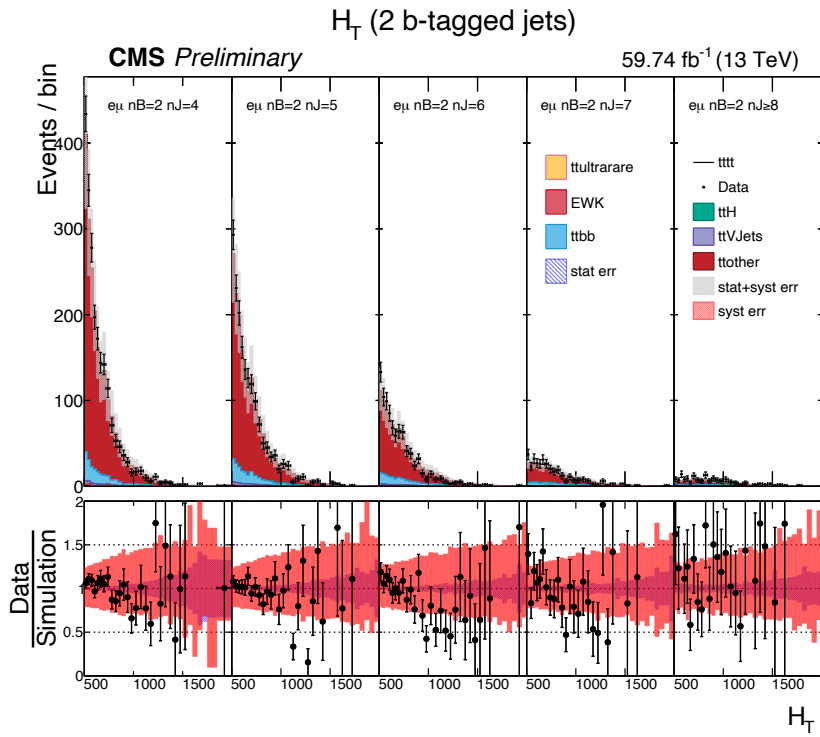 H_T (2 b-tagged jets)
CMS Preliminary
59.74 fb⁻¹ (13 TeV)
Events / bin
400
300
200
100
0
eμ nB=2 nJ=4
eμ nB=2 nJ=5
eμ nB=2 nJ=6
eμ nB=2 nJ=7
eμ nB=2 nJ≥8
ttultrarare
EWK
ttbb
stat err
tttt
Data
ttH
ttVJets
ttother
stat+syst err
syst err
Data
Simulation
2
1.5
1
0.5
0
500 1000 1500
500 1000 1500
500 1000 1500
500 1000 1500
500 1000 1500
H_T